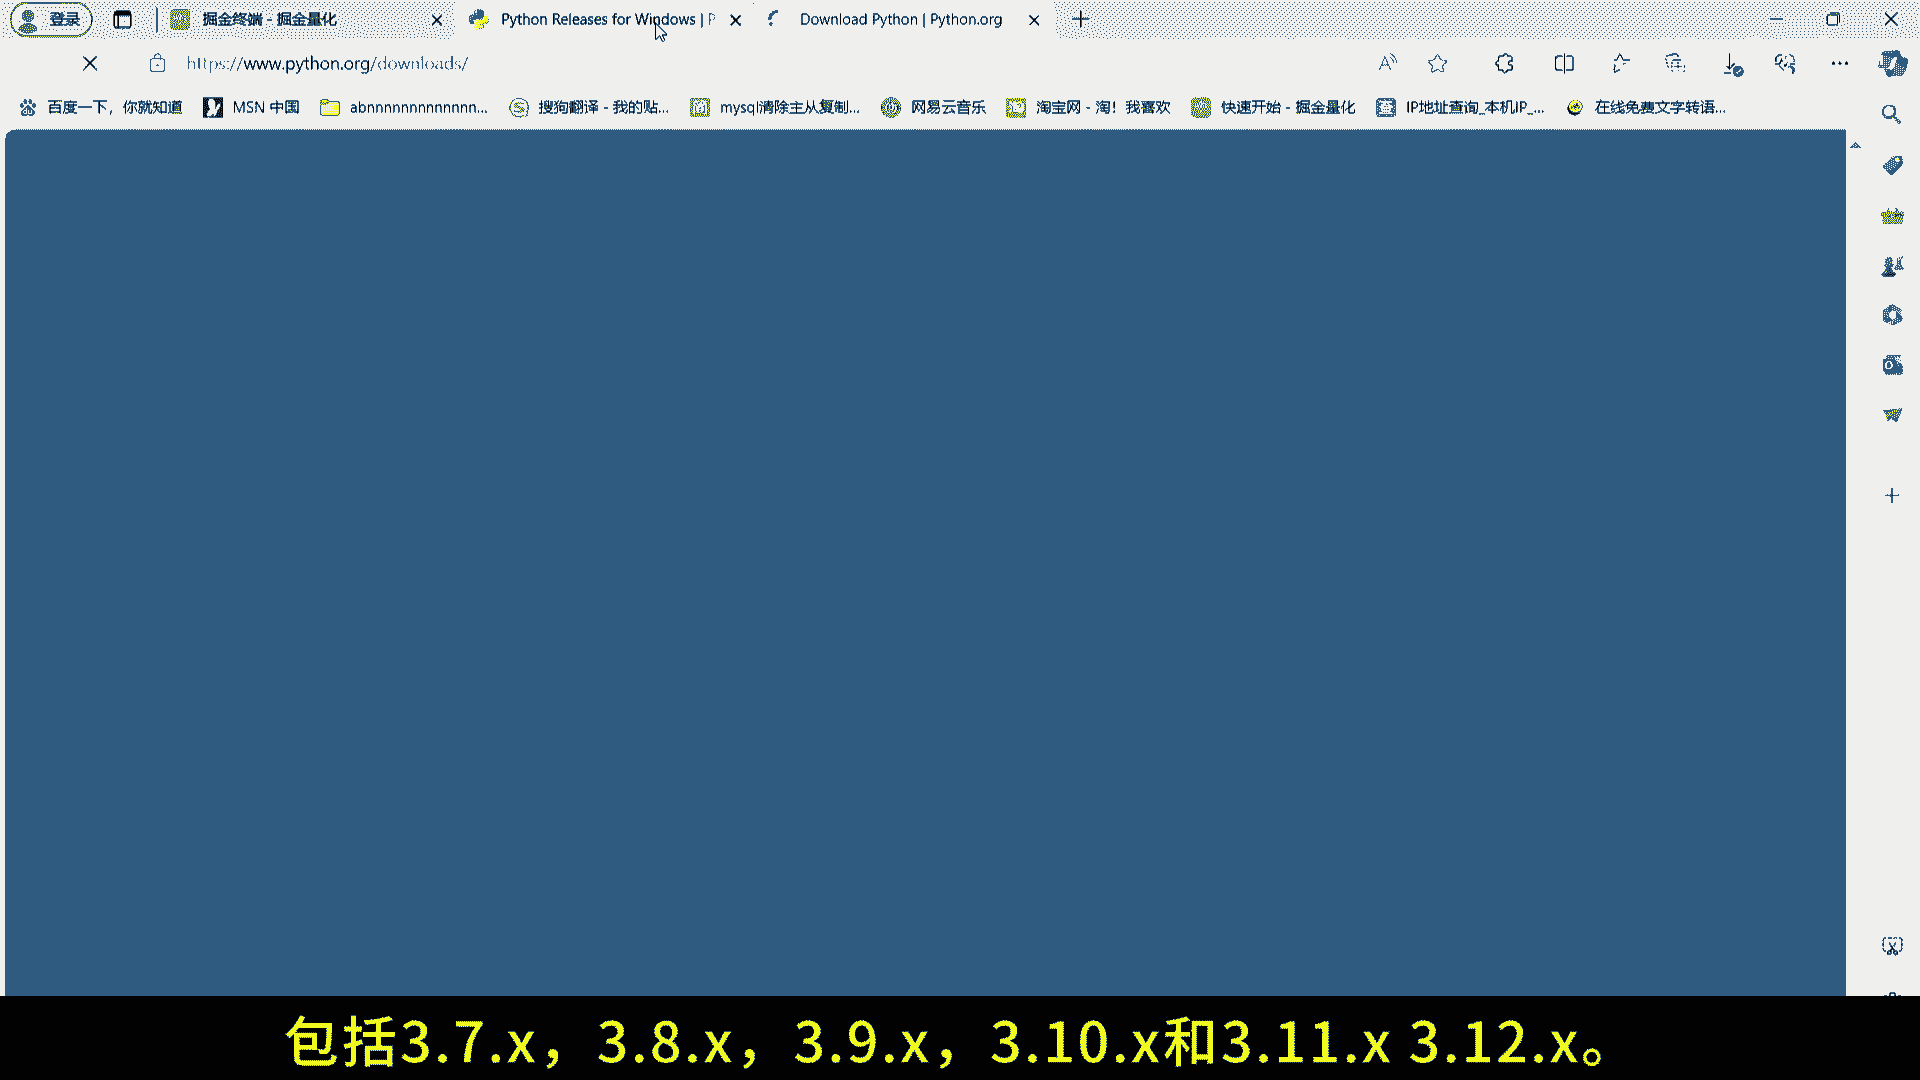 登录
掘金终端 - 掘金量化
Python Releases for Windows | P
Download Python | Python.org
https://www.python.org/downloads/
百度一下，你就知道
MSN 中国
abnnnnnnnnnnnnn...
搜狗翻译 - 我的贴...
mysql清除主从复制...
网易云音乐
淘宝网 - 淘！我喜欢
快速开始 - 掘金量化
IP地址查询_本机IP_...
在线免费文字转语...
包括3.7.x，3.8.x，3.9.x，3.10.x和3.11.x 3.12.x。